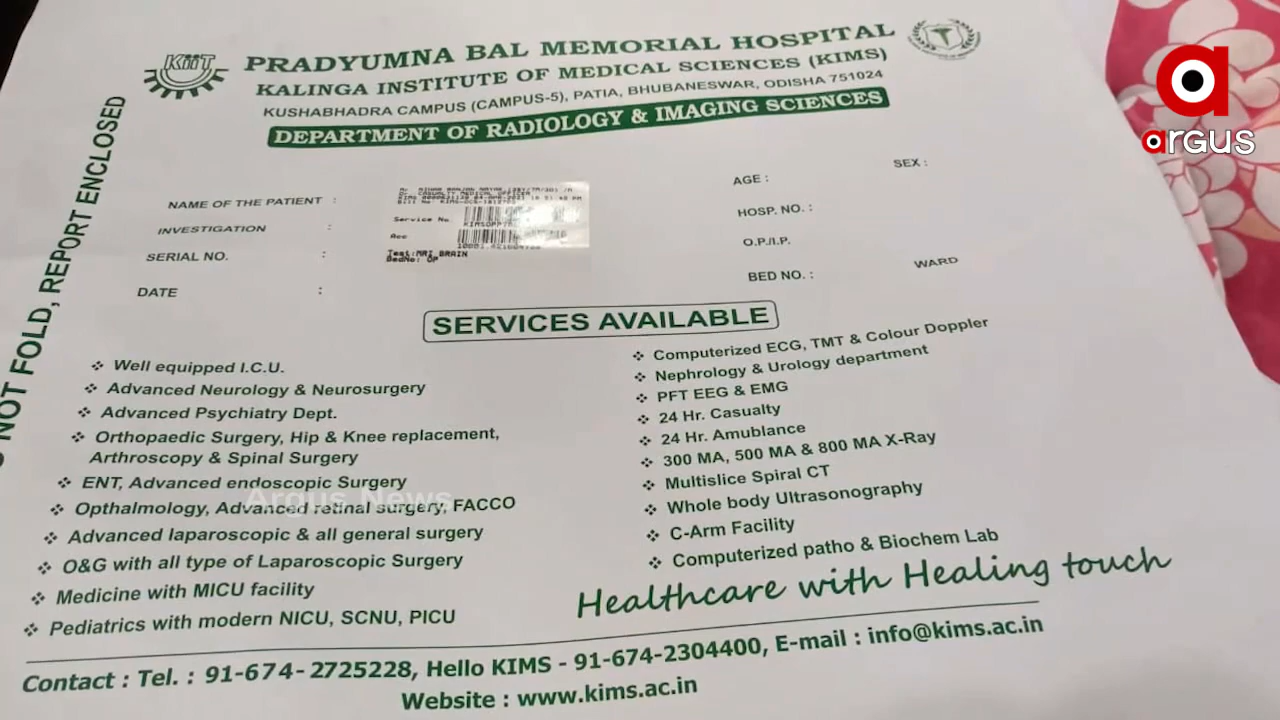 KiiT
PRADYUMNA BAL MEMORIAL HOSPITAL
KALINGA INSTITUTE OF MEDICAL SCIENCES (KIMS)
KUSHABHADRA CAMPUS (CAMPUS-5), PATIA, BHUBANESWAR, ODISHA 751024
DEPARTMENT OF RADIOLOGY & IMAGING SCIENCES
argus
NOT FOLD, REPORT ENCLOSED
NAME OF THE PATIENT :
INVESTIGATION :
SERIAL NO. :
DATE :
CASUALTY MEDICAL OFFICER
Service No.
Test:MRI BRAIN
BedNo: OP
AGE :
SEX :
HOSP. NO. :
O.P./I.P.
BED NO. :
WARD
SERVICES AVAILABLE
❖ Well equipped I.C.U.
❖ Advanced Neurology & Neurosurgery
❖ Advanced Psychiatry Dept.
❖ Orthopaedic Surgery, Hip & Knee replacement,
Arthroscopy & Spinal Surgery
❖ ENT, Advanced endoscopic Surgery
❖ Opthalmology, Advanced retinal surgery, FACCO
❖ Advanced laparoscopic & all general surgery
❖ O&G with all type of Laparoscopic Surgery
❖ Medicine with MICU facility
❖ Pediatrics with modern NICU, SCNU, PICU
❖ Computerized ECG, TMT & Colour Doppler
❖ Nephrology & Urology department
❖ PFT EEG & EMG
❖ 24 Hr. Casualty
❖ 24 Hr. Amublance
❖ 300 MA, 500 MA & 800 MA X-Ray
❖ Multislice Spiral CT
❖ Whole body Ultrasonography
❖ C-Arm Facility
❖ Computerized patho & Biochem Lab
Argus News
Healthcare with Healing touch
Contact : Tel. : 91-674-2725228, Hello KIMS - 91-674-2304400, E-mail : info@kims.ac.in
Website : www.kims.ac.in